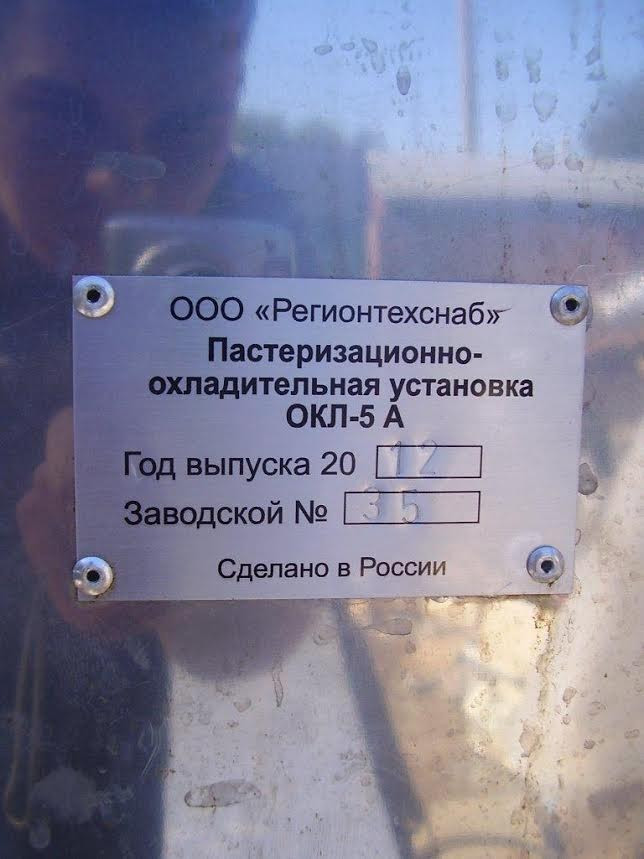 ООО «Регионтехснаб»
Пастеризационно-
охладительная установка
ОКЛ-5 А
Год выпуска 20 12
Заводской № 35
Сделано в России